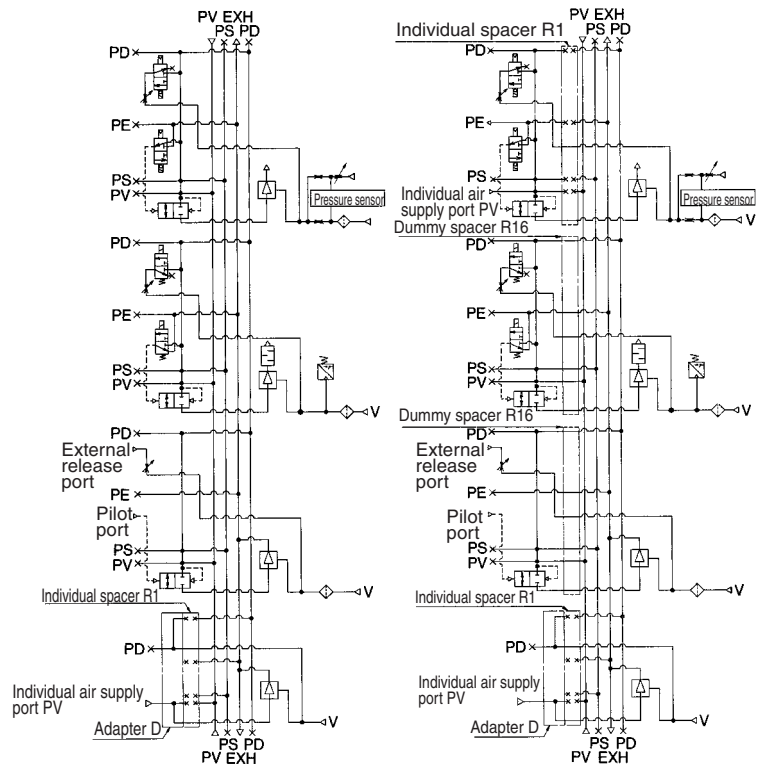 PV EXH
PS PD
PD
PE
PS
PV
Pressure sensor
V
PD
PE
PS
PV
V
PD
External
release
port
PE
Pilot
port
PS
PV
V
Individual spacer R1
PD
Individual air supply
port PV
Adapter D
V
PS PD
PV EXH
PV EXH
PS PD
Individual spacer R1
PD
PE
PS
Individual air
supply port PV
Pressure sensor
V
Dummy spacer R16
PD
PE
PS
PV
V
Dummy spacer R16
PD
External
release
port
PE
Pilot
port
PS
PV
V
Individual spacer R1
PD
Individual air supply
port PV
Adapter D
V
PS PD
PV EXH